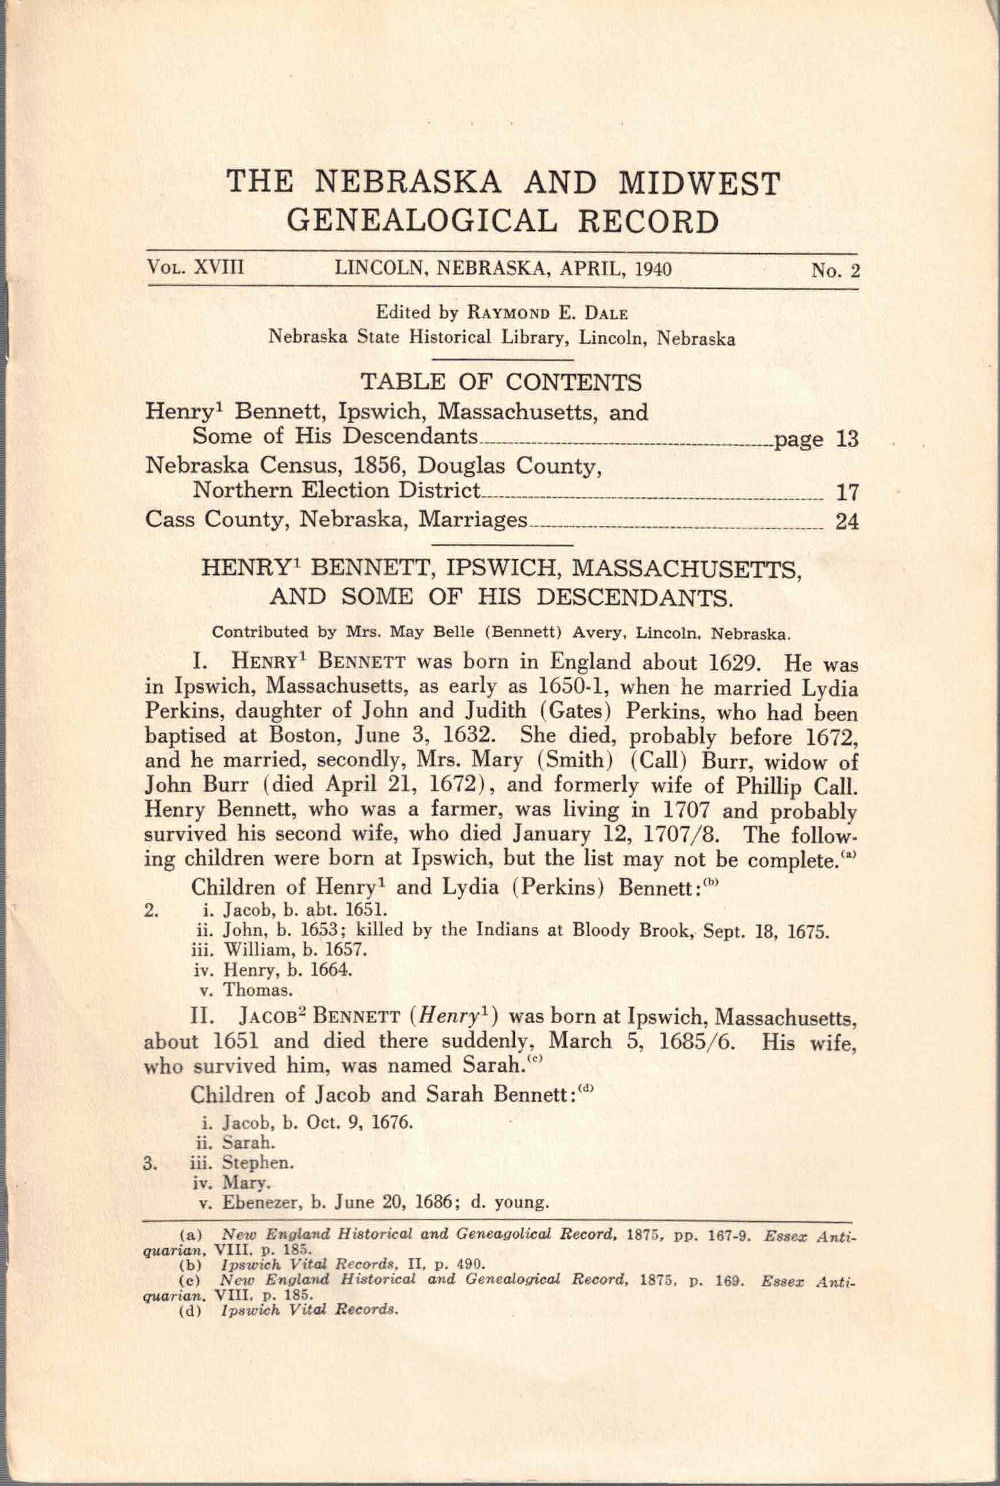 THE NEBRASKA AND MIDWEST
GENEALOGICAL RECORD
VOL. XVIII LINCOLN, NEBRASKA, APRIL, 1940 No. 2
Edited by RAYMOND E. DALE
Nebraska State Historical Library, Lincoln, Nebraska
TABLE OF CONTENTS
Henry¹ Bennett, Ipswich, Massachusetts, and
Some of His Descendants page 13
Nebraska Census, 1856, Douglas County,
Northern Election District 17
Cass County, Nebraska, Marriages 24
HENRY¹ BENNETT, IPSWICH, MASSACHUSETTS,
AND SOME OF HIS DESCENDANTS.
Contributed by Mrs. May Belle (Bennett) Avery, Lincoln, Nebraska.
I. HENRY¹ BENNETT was born in England about 1629. He was
in Ipswich, Massachusetts, as early as 1650-1, when he married Lydia
Perkins, daughter of John and Judith (Gates) Perkins, who had been
baptised at Boston, June 3, 1632. She died, probably before 1672,
and he married, secondly, Mrs. Mary (Smith) (Call) Burr, widow of
John Burr (died April 21, 1672), and formerly wife of Phillip Call.
Henry Bennett, who was a farmer, was living in 1707 and probably
survived his second wife, who died January 12, 1707/8. The follow-
ing children were born at Ipswich, but the list may not be complete.(a)
Children of Henry¹ and Lydia (Perkins) Bennett:(b)
2. i. Jacob, b. abt. 1651.
ii. John, b. 1653; killed by the Indians at Bloody Brook, Sept. 18, 1675.
iii. William, b. 1657.
iv. Henry, b. 1664.
v. Thomas.
II. JACOB² BENNETT (Henry¹) was born at Ipswich, Massachusetts,
about 1651 and died there suddenly, March 5, 1685/6. His wife,
who survived him, was named Sarah.(c)
Children of Jacob and Sarah Bennett:(d)
i. Jacob, b. Oct. 9, 1676.
ii. Sarah.
3. iii. Stephen.
iv. Mary.
v. Ebenezer, b. June 20, 1686; d. young.
(a) New England Historical and Geneagolical Record, 1875, pp. 167-9. Essex Anti-
quarian, VIII, p. 185.
(b) Ipswich Vital Records, II, p. 490.
(c) New England Historical and Genealogical Record, 1875, p. 169. Essex Anti-
quarian, VIII, p. 185.
(d) Ipswich Vital Records.